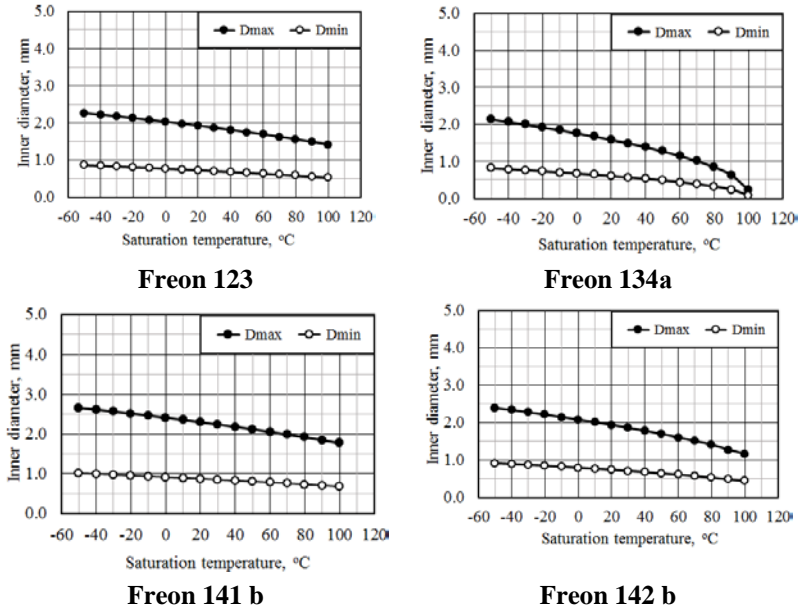 5.0
4.0
3.0
2.0
1.0
0.0
Inner diameter, mm
Dmax Dmin
-60 -40 -20 0 20 40 60 80 100 120
Saturation temperature, °C
Freon 123
5.0
4.0
3.0
2.0
1.0
0.0
Inner diameter, mm
Dmax Dmin
-60 -40 -20 0 20 40 60 80 100 120
Saturation temperature, °C
Freon 134a
5.0
4.0
3.0
2.0
1.0
0.0
Inner diameter, mm
Dmax Dmin
-60 -40 -20 0 20 40 60 80 100 120
Saturation temperature, °C
Freon 141 b
5.0
4.0
3.0
2.0
1.0
0.0
Inner diameter, mm
Dmax Dmin
-60 -40 -20 0 20 40 60 80 100 120
Saturation temperature, °C
Freon 142 b